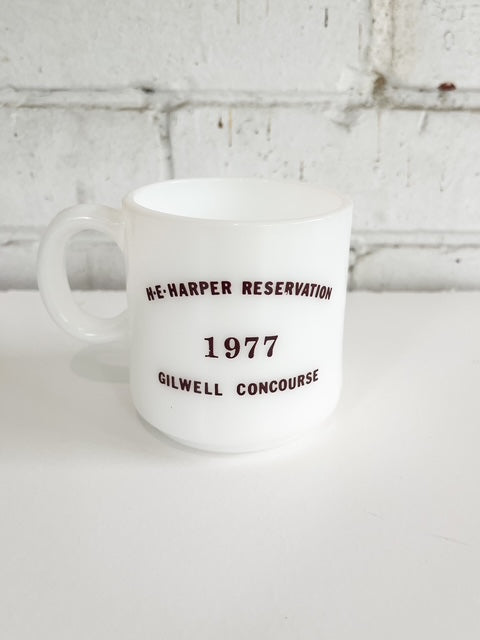 H·E·HARPER RESERVATION
1977
GILWELL CONCOURSE